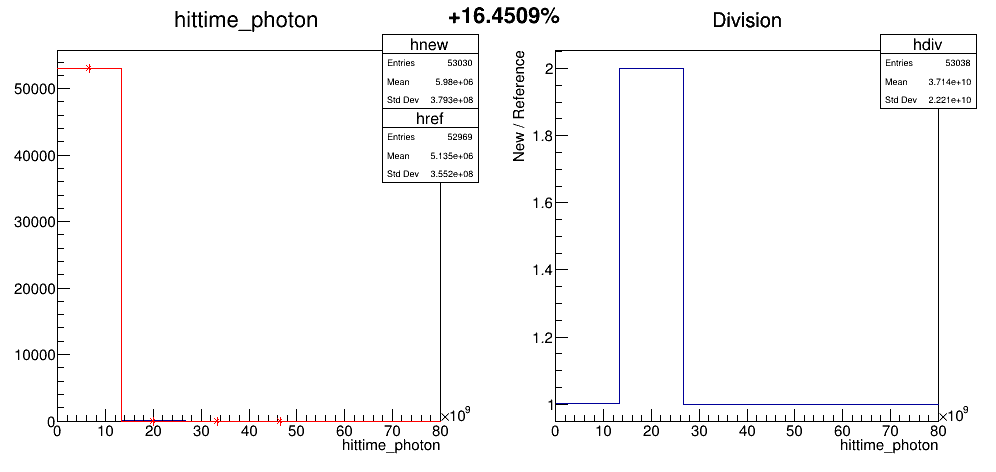 +16.4509%
hittime_photon
hnew
Entries 53030
Mean 5.98e+06
Std Dev 3.793e+08
href
Entries 52969
Mean 5.135e+06
Std Dev 3.552e+08
50000
40000
30000
20000
10000
0
0 10 20 30 40 50 60 70 80
×10⁹
hittime_photon
Division
hdiv
Entries 53038
Mean 3.714e+10
Std Dev 2.221e+10
New / Reference
2
1.8
1.6
1.4
1.2
1
0 10 20 30 40 50 60 70 80
×10⁹
hittime_photon